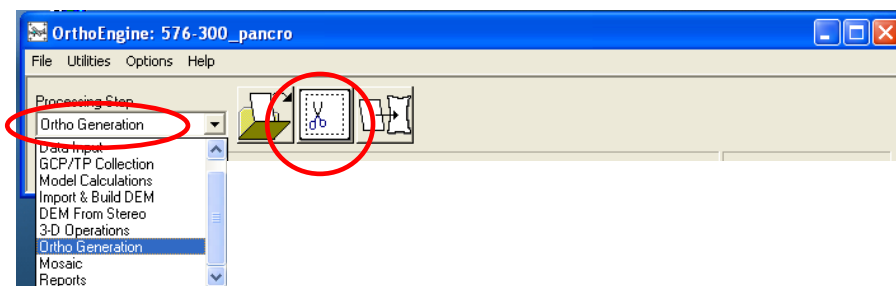 OrthoEngine: 576-300_pancro
File Utilities Options Help
Processing Step
Ortho Generation
Data Input
GCP/TP Collection
Model Calculations
Import & Build DEM
DEM From Stereo
3-D Operations
Ortho Generation
Mosaic
Reports